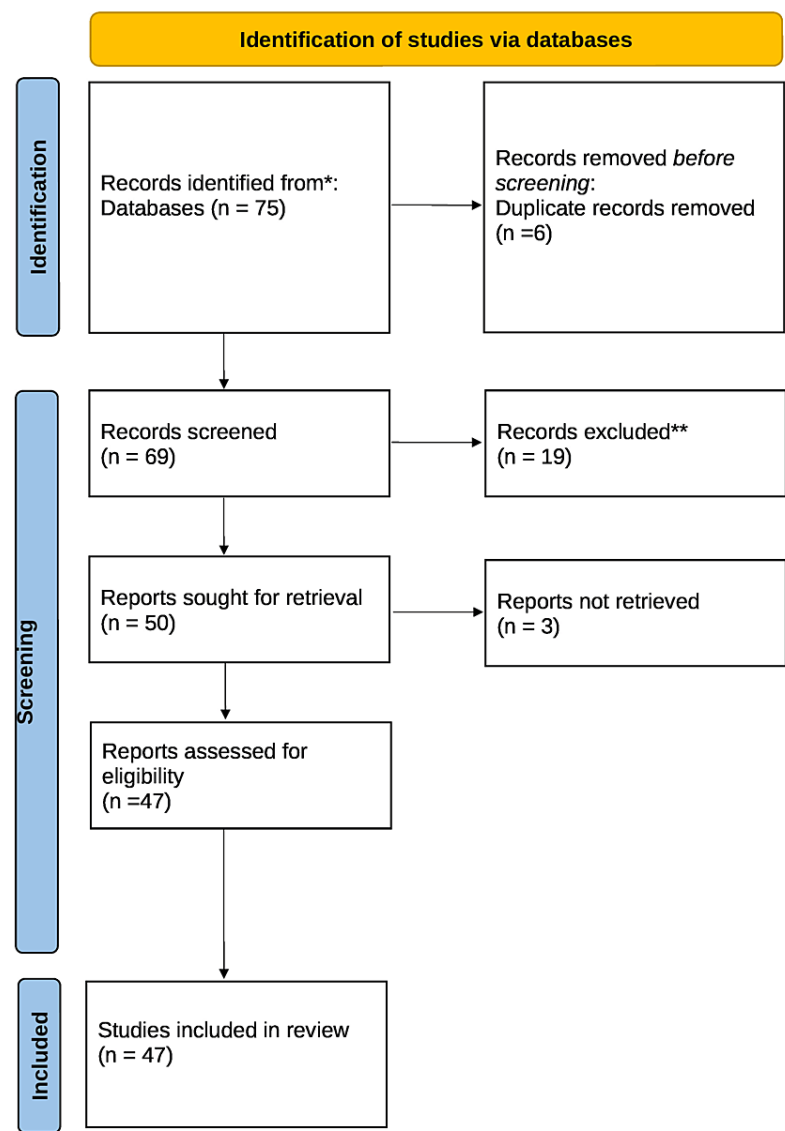 Identification of studies via databases
Identification
Records identified from*:
Databases (n = 75)
Records removed before
screening:
Duplicate records removed
(n =6)
Screening
Records screened
(n = 69)
Records excluded**
(n = 19)
Reports sought for retrieval
(n = 50)
Reports not retrieved
(n = 3)
Reports assessed for
eligibility
(n =47)
Included
Studies included in review
(n = 47)